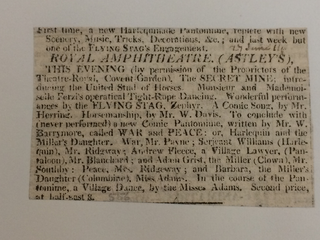 First time, a new Harlequinade Pantomime, replete with new
Scenery, Music, Tricks, Decorations, &c.; and last week but
one of the FLYING STAG's Engagement.
ROYAL AMPHITHEATRE, (ASTLEY's),
THIS EVENING (by permission of the Proprietors of the
Theatre-Royal, Covent-Garden), The SECRET MINE: intro-
ducing the United Stud of Horses. Monsieur and Mademoi-
selle Ferzi's operatical Tight-Rope Dancing. Wonderful perform-
ances by the FLYING STAG, Zephyr. A Comic Song, by Mr.
Herring. Horsemanship, by Mr. W. Davis. To conclude with
(never performed) a new Comic Pantomime, written by Mr. W.
Barrymore, called WAR and PEACE: or, Harlequin and the
Miller's Daughter. War, Mr. Payne; Serjeant Williams (Harle-
quin), Mr. Ridgway; Andrew Fleece, a Village Lawyer, (Pan-
taloon), Mr. Blanchard; and Adam Grist, the Miller (Clown), Mr.
Southby: Peace, Mrs. Ridgway; and Barbara, the Miller's
Daughter (Columbine), Miss Adams. In the course of the Pan-
tomime, a Village Dance, by the Misses Adams. Second price,
at half-past 8.